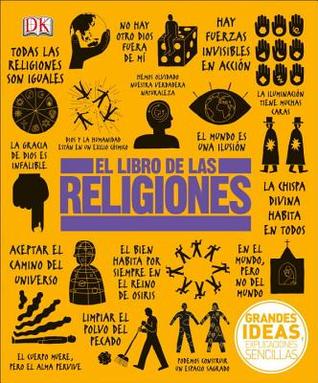 DK
TODAS LAS
RELIGIONES
SON IGUALES
NO HAY
OTRO DIOS
FUERA
DE MÍ
HAY
FUERZAS
INVISIBLES
EN ACCIÓN
HEMOS OLVIDADO
NUESTRA VERDADERA
NATURALEZA
LA ILUMINACIÓN
TIENE MUCHAS
CARAS
LA GRACIA
DE DIOS ES
INFALIBLE
DIOS Y LA HUMANIDAD
ESTÁN EN UN EXILIO CÓSMICO
EL MUNDO ES
UNA ILUSIÓN
EL LIBRO DE LAS
RELIGIONES
LA CHISPA
DIVINA
HABITA
EN TODOS
ACEPTAR EL
CAMINO DEL
UNIVERSO
EL BIEN
HABITA POR
SIEMPRE EN
EL REINO
DE OSIRIS
EN EL
MUNDO,
PERO NO
DEL MUNDO
LIMPIAR EL
POLVO DEL
PECADO
EL CUERPO MUERE,
PERO EL ALMA PERVIVE
PODEMOS CONSTRUIR
UN ESPACIO SAGRADO
GRANDES
IDEAS,
EXPLICACIONES
SENCILLAS